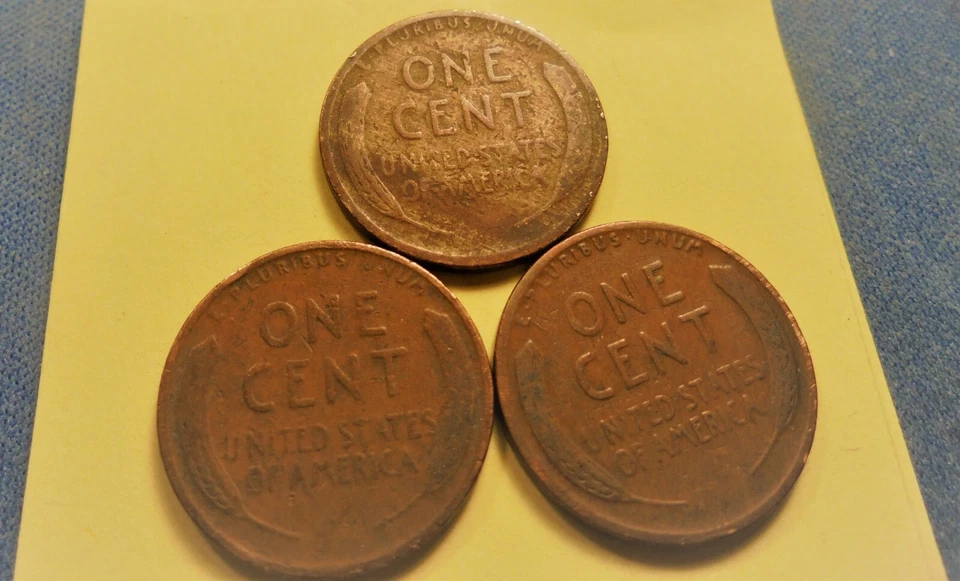 E·PLURIBUS·UNUM
ONE
CENT
UNITED·STATES
OF·AMERICA
E·PLURIBUS·UNUM
ONE
CENT
UNITED STATES
OF AMERICA
E·PLURIBUS·UNUM
ONE
CENT
UNITED STATES
OF AMERICA